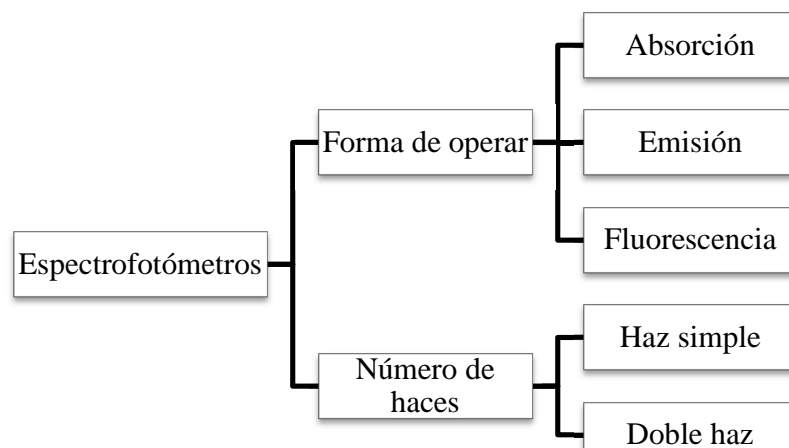 Espectrofotómetros
Forma de operar
Absorción
Emisión
Fluorescencia
Número de
haces
Haz simple
Doble haz